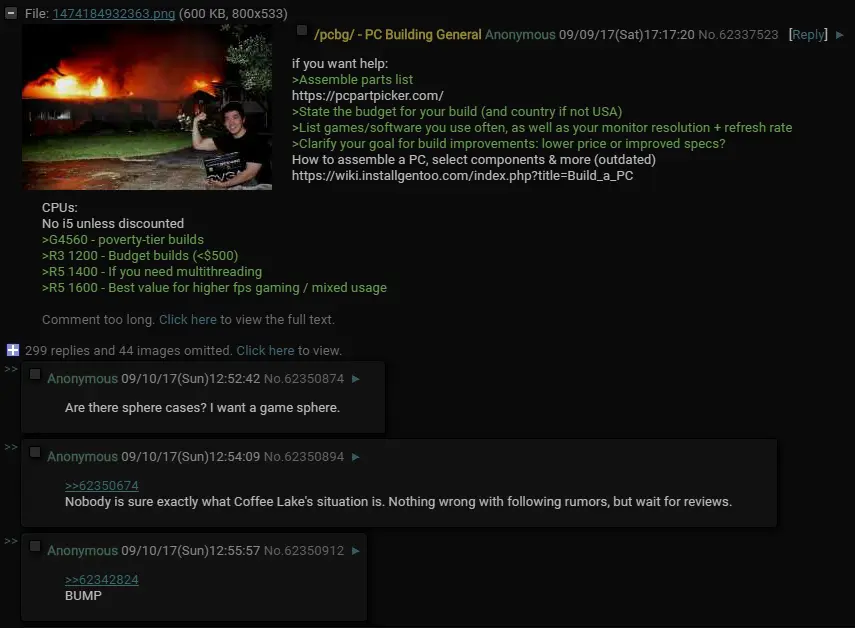 File: 1474184932363.png (600 KB, 800x533)
/pcbg/ - PC Building General Anonymous 09/09/17(Sat)17:17:20 No.62337523 [Reply] ▶
if you want help:
>Assemble parts list
https://pcpartpicker.com/
>State the budget for your build (and country if not USA)
>List games/software you use often, as well as your monitor resolution + refresh rate
>Clarify your goal for build improvements: lower price or improved specs?
How to assemble a PC, select components & more (outdated)
https://wiki.installgentoo.com/index.php?title=Build_a_PC
EVGA
CPUs:
No i5 unless discounted
>G4560 - poverty-tier builds
>R3 1200 - Budget builds (<$500)
>R5 1400 - If you need multithreading
>R5 1600 - Best value for higher fps gaming / mixed usage
Comment too long. Click here to view the full text.
299 replies and 44 images omitted. Click here to view.
>> Anonymous 09/10/17(Sun)12:52:42 No.62350874 ▶
Are there sphere cases? I want a game sphere.
>> Anonymous 09/10/17(Sun)12:54:09 No.62350894 ▶
>>62350674
Nobody is sure exactly what Coffee Lake's situation is. Nothing wrong with following rumors, but wait for reviews.
>> Anonymous 09/10/17(Sun)12:55:57 No.62350912 ▶
>>62342824
BUMP